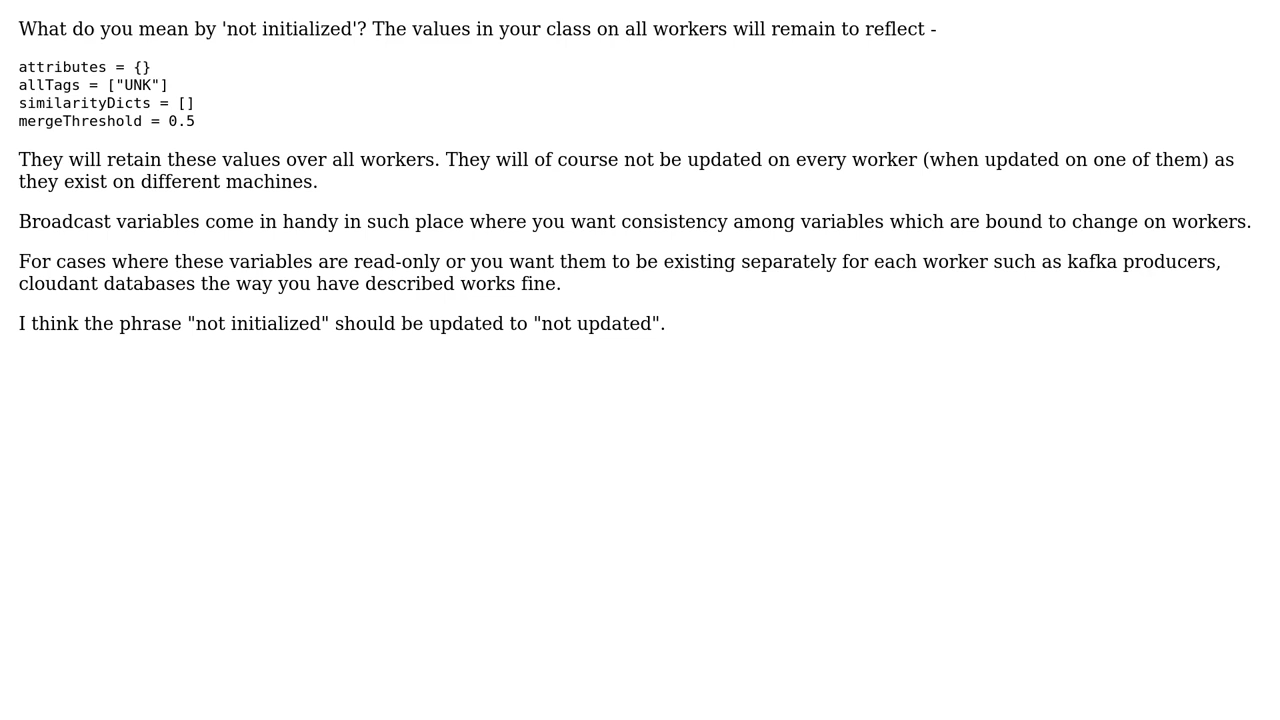 What do you mean by 'not initialized'? The values in your class on all workers will remain to reflect -
attributes = {}
allTags = ["UNK"]
similarityDicts = []
mergeThreshold = 0.5
They will retain these values over all workers. They will of course not be updated on every worker (when updated on one of them) as
they exist on different machines.
Broadcast variables come in handy in such place where you want consistency among variables which are bound to change on workers.
For cases where these variables are read-only or you want them to be existing separately for each worker such as kafka producers,
cloudant databases the way you have described works fine.
I think the phrase "not initialized" should be updated to "not updated".